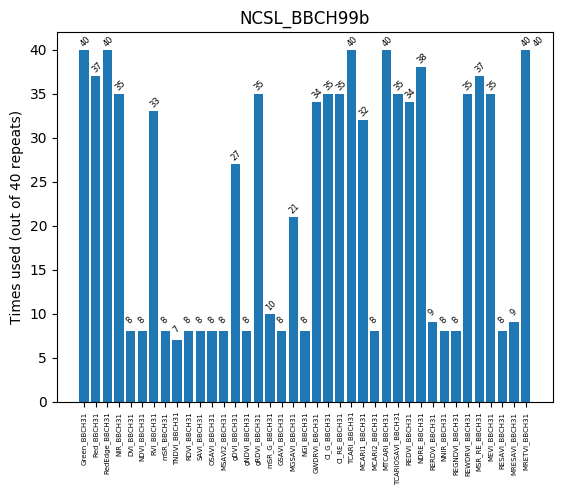 NCSL_BBCH99b
Times used (out of 40 repeats)
40
35
30
25
20
15
10
5
0
40 37 40 35 8 8 33 8 7 8 8 8 8 27 8 35 10 8 21 8 34 35 35 40 32 8 40 35 34 38 9 8 8 35 37 35 8 9 40 40
Green_BBCH31
Red_BBCH31
RedEdge_BBCH31
NIR_BBCH31
DVI_BBCH31
NDVI_BBCH31
RVI_BBCH31
mSR_BBCH31
TNDVI_BBCH31
RDVI_BBCH31
SAVI_BBCH31
OSAVI_BBCH31
MSAVI2_BBCH31
gDVI_BBCH31
gNDVI_BBCH31
gRDVI_BBCH31
mSR_G_BBCH31
GSAVI_BBCH31
MGSAVI_BBCH31
NGI_BBCH31
GWDRVI_BBCH31
CI_G_BBCH31
CI_RE_BBCH31
TCARI_BBCH31
MCARI1_BBCH31
MCARI2_BBCH31
MTCARI_BBCH31
TCARIOSAVI_BBCH31
REDVI_BBCH31
NDRE_BBCH31
RERDVI_BBCH31
NNIR_BBCH31
REGNDVI_BBCH31
REWDRVI_BBCH31
MSR_RE_BBCH31
MEVI_BBCH31
RESAVI_BBCH31
MRESAVI_BBCH31
MRETVI_BBCH31